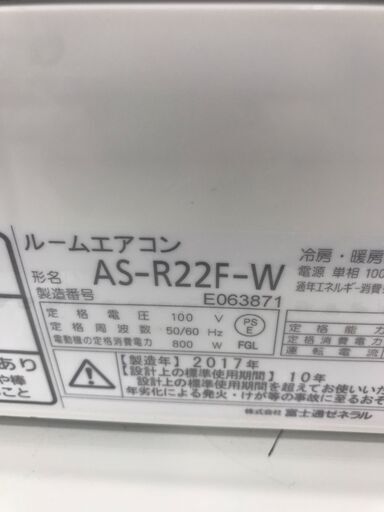 ルームエアコン
形名 AS-R22F-W
製造番号 E063871
冷房・暖房
電源 単相 100
通年エネルギー消費
定格電圧 100 V
定格周波数 50/60 Hz
電動機の定格消費電力 800 W
PS E
FGL
定格能力
定格消費電力
運転電流
あり
や棒
こと
【製造年】2017年
【設計上の標準使用期間】10年
設計上の標準使用期間を超えてお使いいた
年劣化による発火・けが等の事故に至るおそ
株式会社 富士通ゼネラル